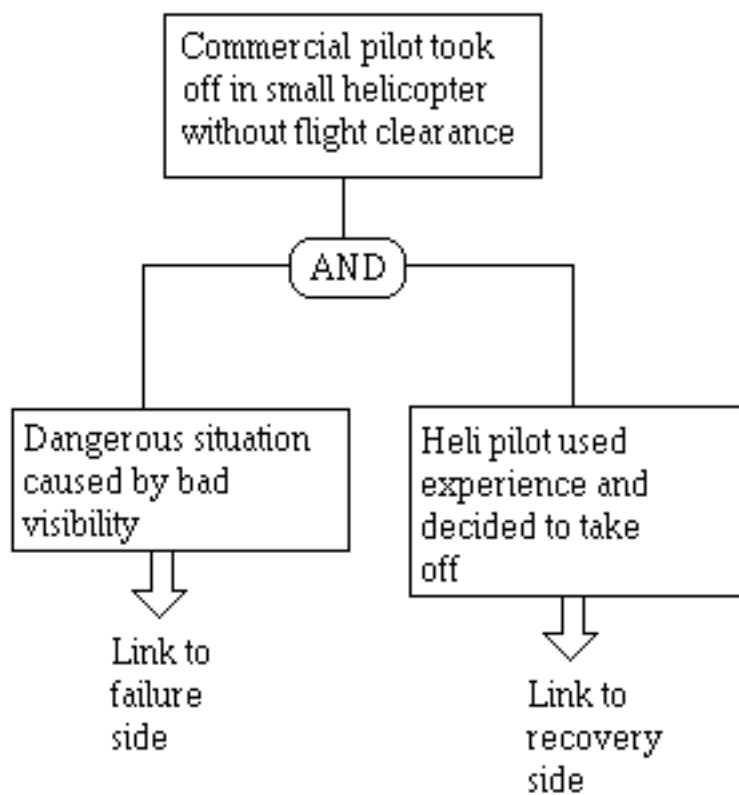 Commercial pilot took
off in small helicopter
without flight clearance
AND
Dangerous situation
caused by bad
visibility
Heli pilot used
experience and
decided to take
off
Link to
failure
side
Link to
recovery
side